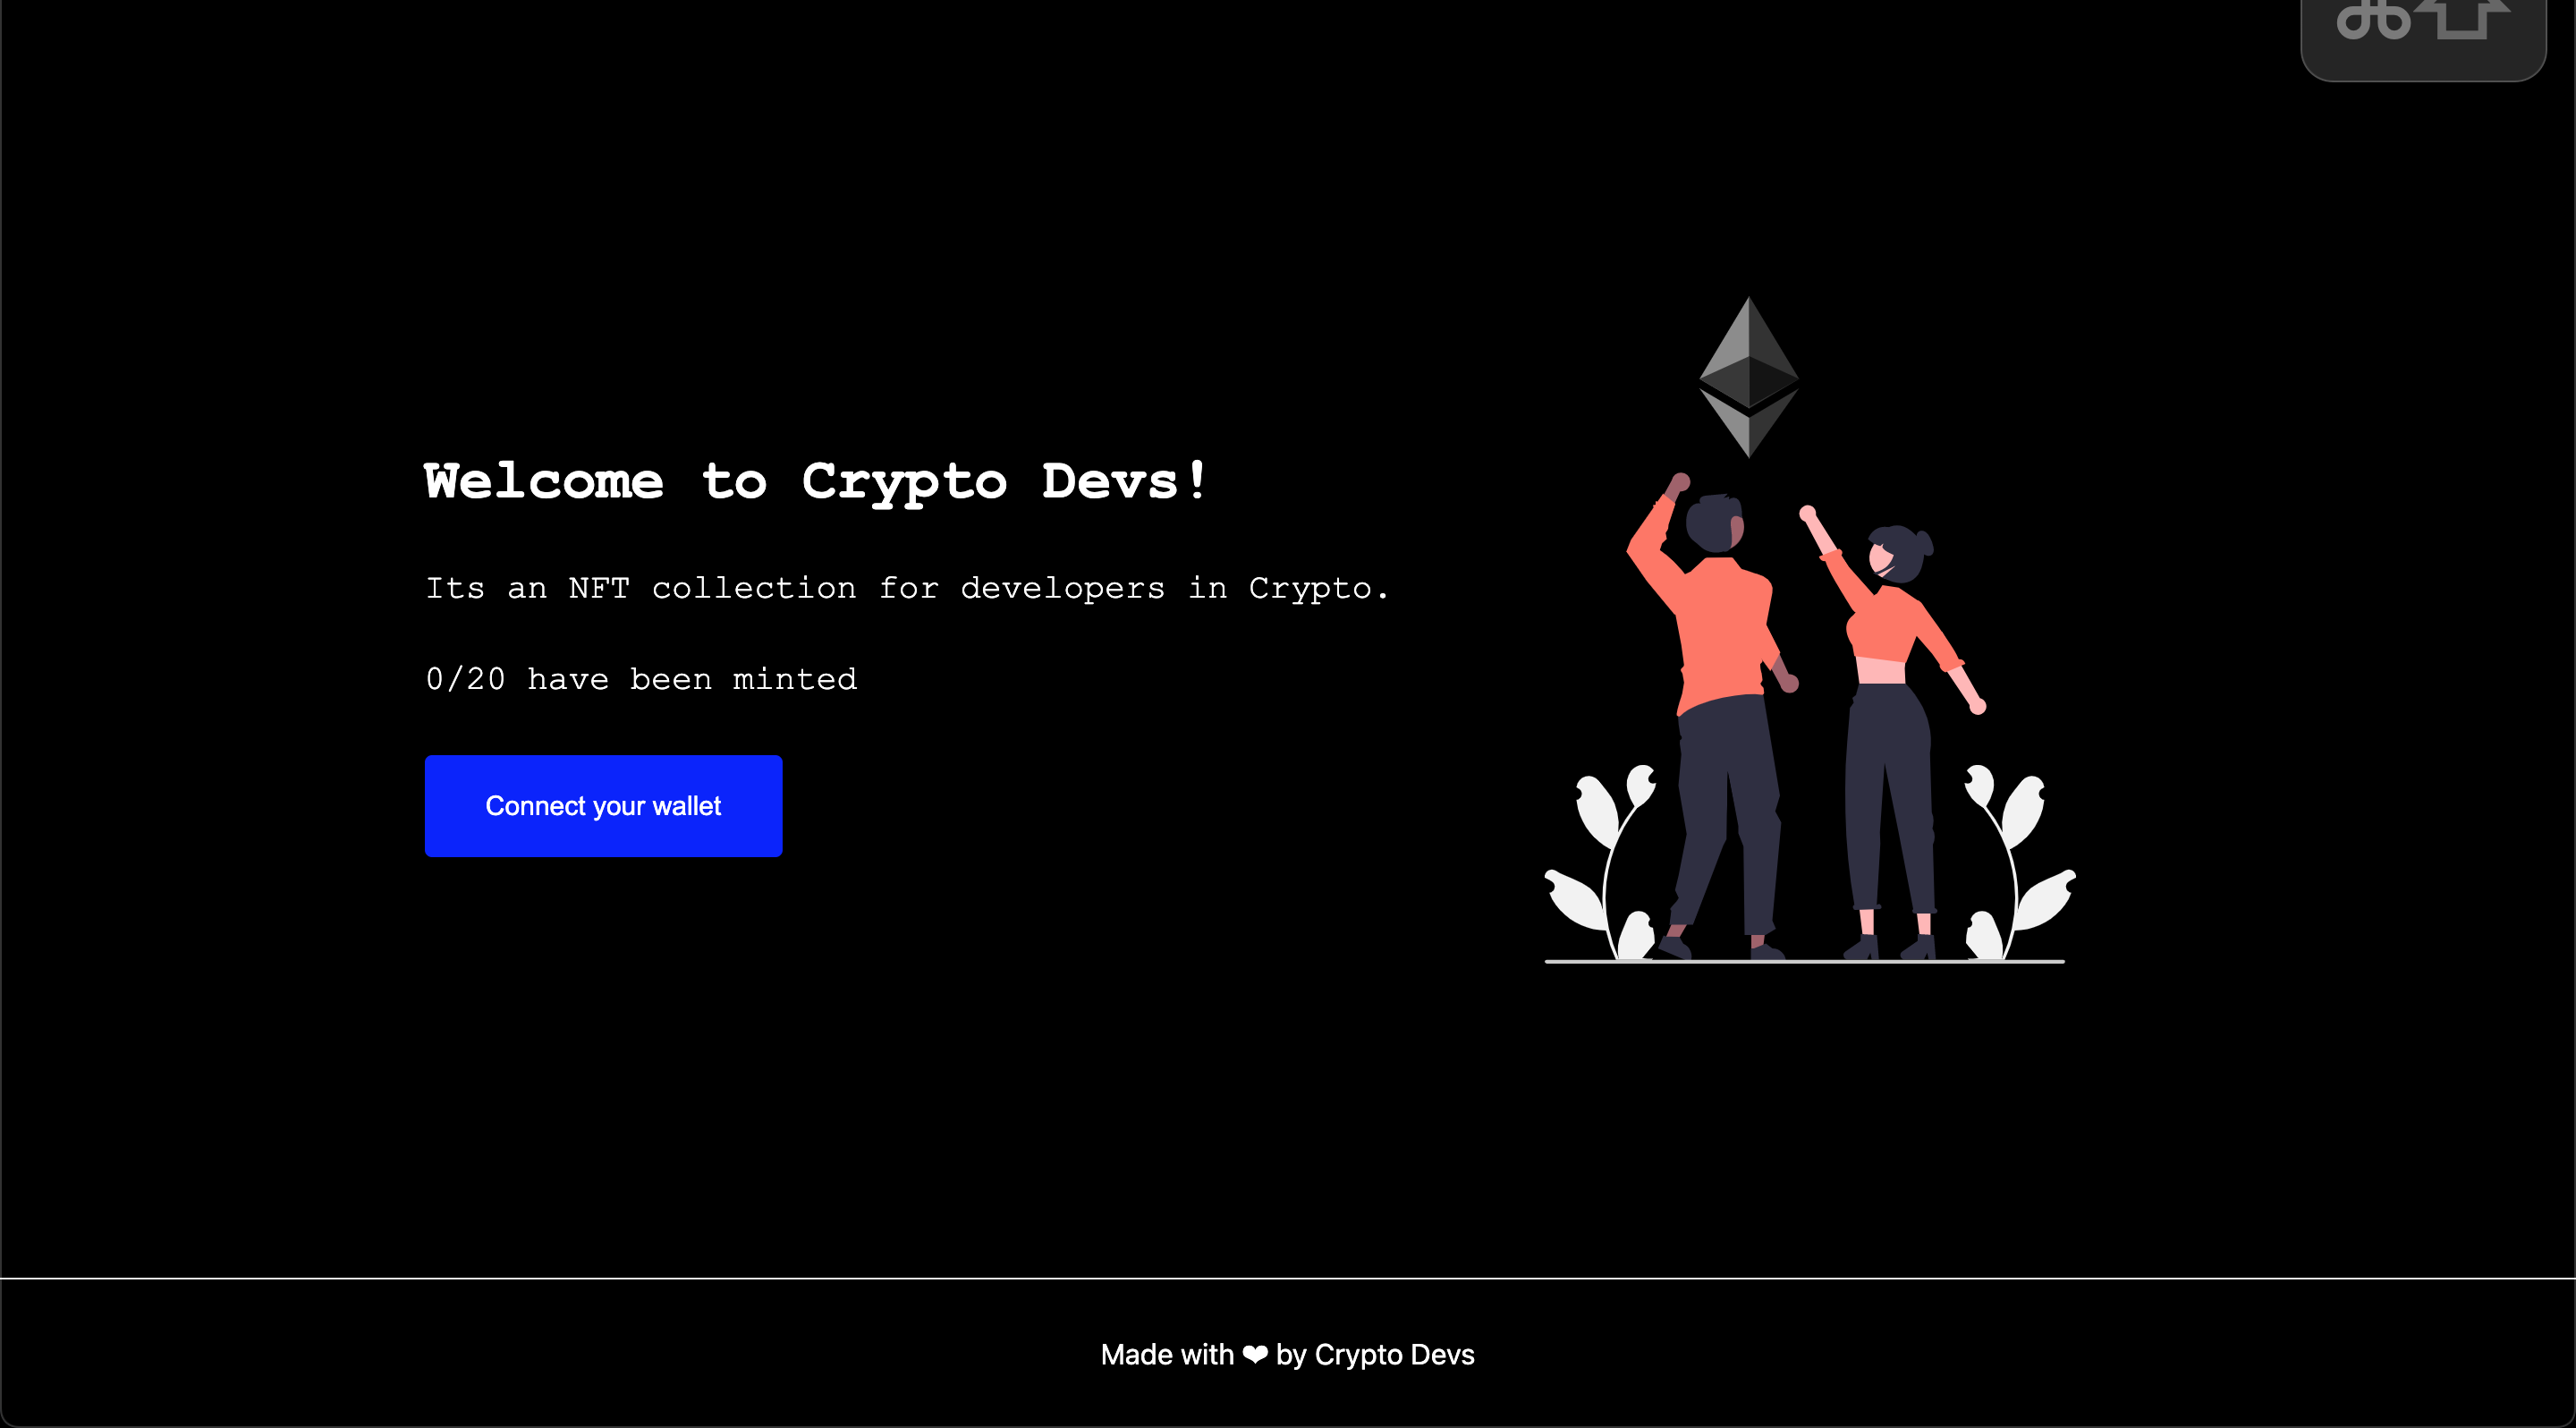 ⌘⇧
Welcome to Crypto Devs!
Its an NFT collection for developers in Crypto.
0/20 have been minted
Connect your wallet
Made with ❤ by Crypto Devs